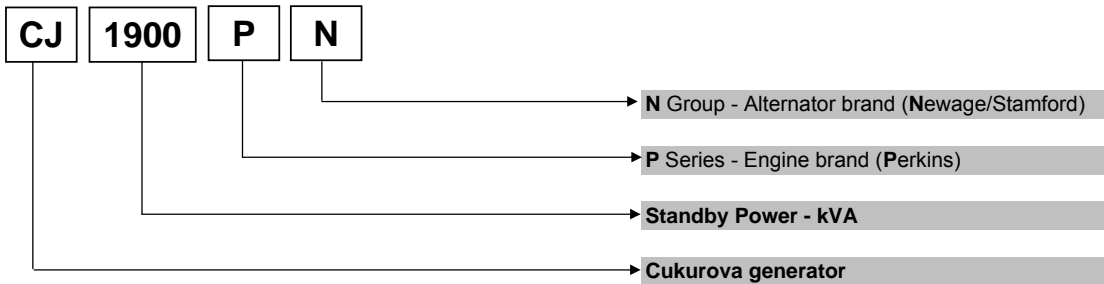 CJ 1900 P N
N Group - Alternator brand (Newage/Stamford)
P Series - Engine brand (Perkins)
Standby Power - kVA
Cukurova generator